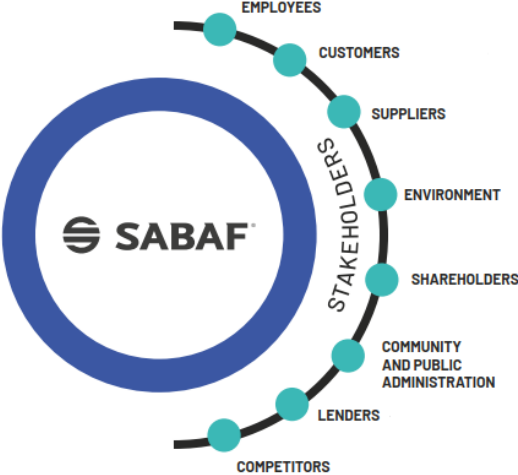 EMPLOYEES
CUSTOMERS
SUPPLIERS
STAKEHOLDERS
SABAF®
ENVIRONMENT
SHAREHOLDERS
COMMUNITY
AND PUBLIC
ADMINISTRATION
LENDERS
COMPETITORS